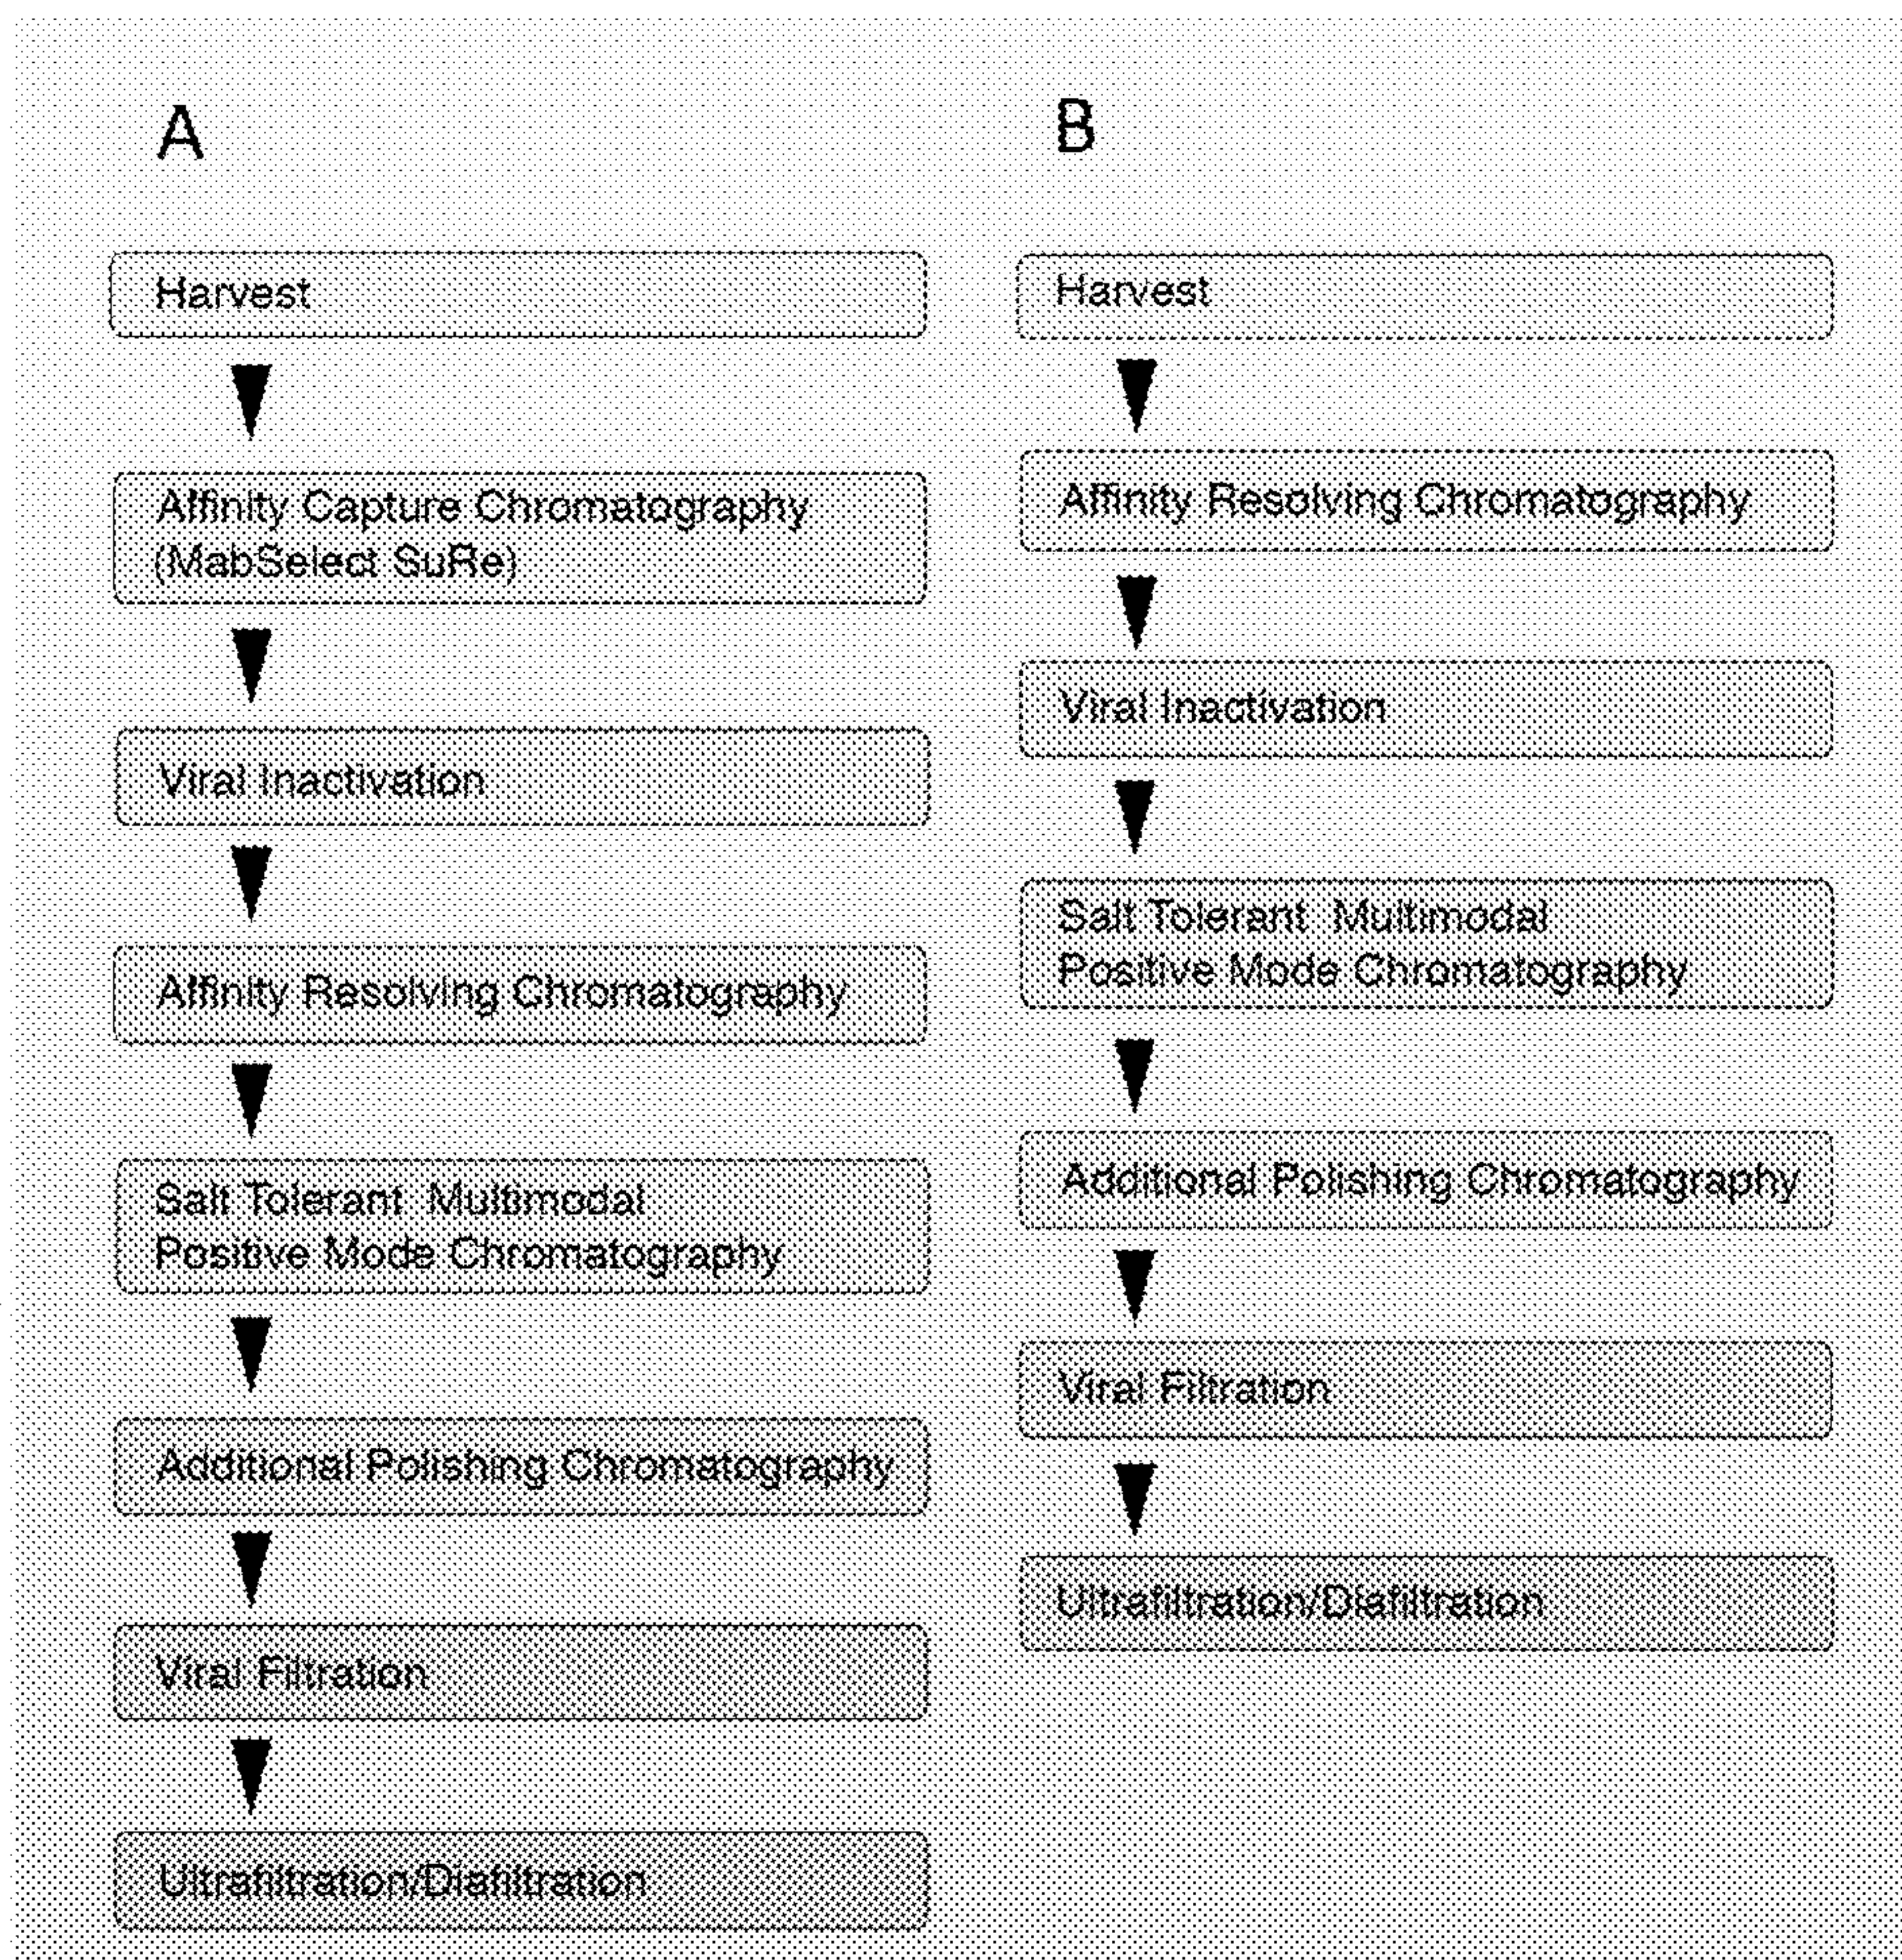 A
Harvest
Affinity Capture Chromatography
(MabSelect SuRe)
Viral Inactivation
Affinity Resolving Chromatography
Salt Tolerant Multimodal
Positive Mode Chromatography
Additional Polishing Chromatography
Viral Filtration
Ultrafiltration/Diafiltration
B
Harvest
Affinity Resolving Chromatography
Viral Inactivation
Salt Tolerant Multimodal
Positive Mode Chromatography
Additional Polishing Chromatography
Viral Filtration
Ultrafiltration/Diafiltration